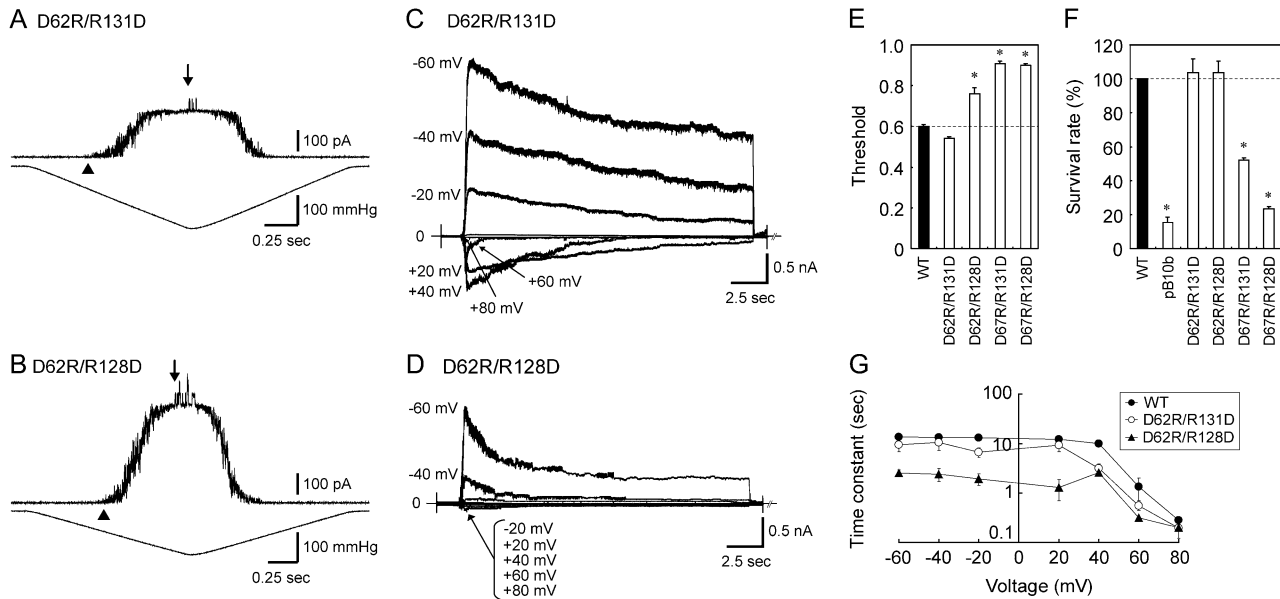 A D62R/R131D
100 pA
100 mmHg
0.25 sec
B D62R/R128D
100 pA
100 mmHg
0.25 sec
C D62R/R131D
-60 mV
-40 mV
-20 mV
0
+20 mV
+40 mV
+60 mV
+80 mV
0.5 nA
2.5 sec
D D62R/R128D
-60 mV
-40 mV
0
-20 mV
+20 mV
+40 mV
+60 mV
+80 mV
0.5 nA
2.5 sec
E
Threshold
1.0
0.8
0.6
0.4
0.2
0
* * *
WT
D62R/R131D
D62R/R128D
D67R/R131D
D67R/R128D
F
Survival rate (%)
120
100
80
60
40
20
0
* * *
WT
pB10b
D62R/R131D
D62R/R128D
D67R/R131D
D67R/R128D
G
Time constant (sec)
100
10
1
0.1
WT
D62R/R131D
D62R/R128D
-60 -40 -20 0 20 40 60 80
Voltage (mV)